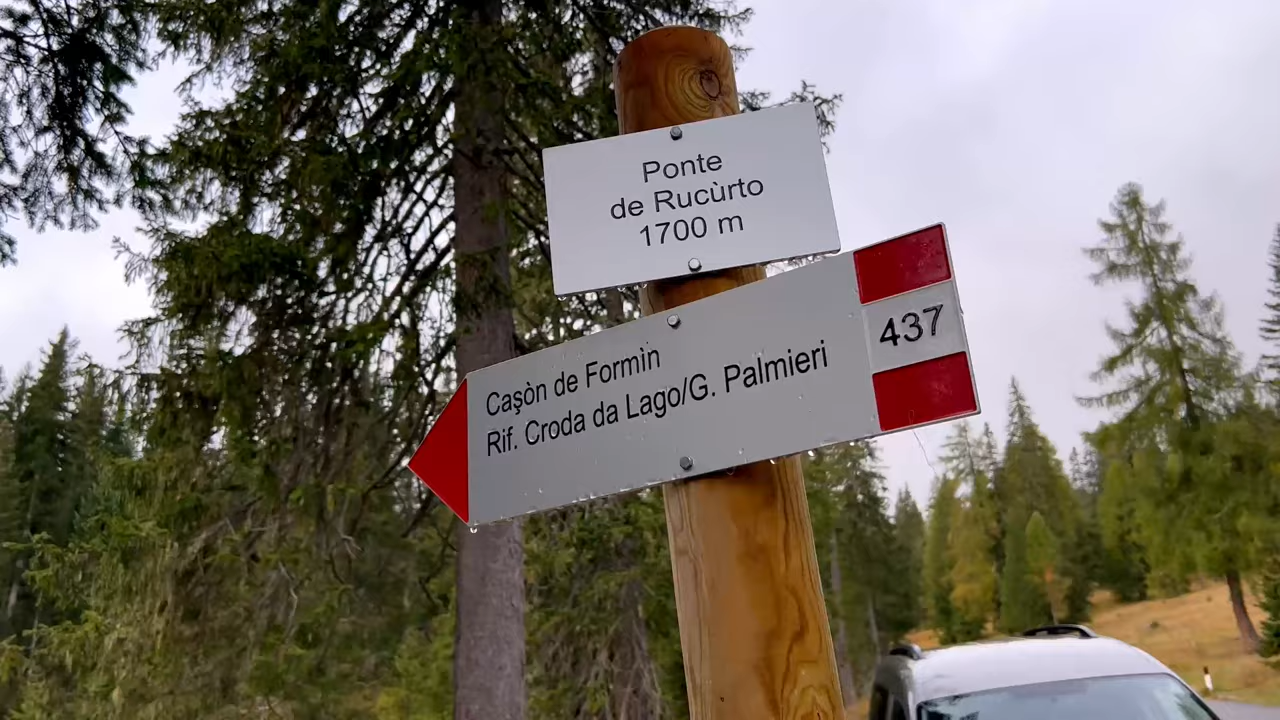 Ponte
de Rucùrto
1700 m
Caşòn de Formìn
Rif. Croda da Lago/G. Palmieri
437